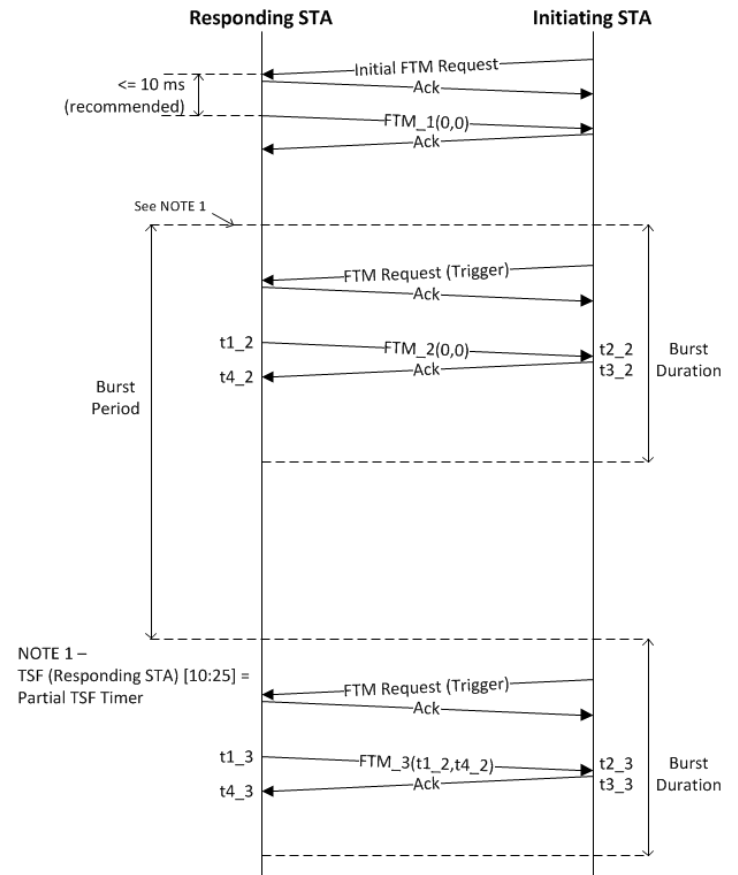 Responding STA
Initiating STA
Initial FTM Request
Ack
<= 10 ms
(recommended)
FTM_1(0,0)
Ack
See NOTE 1
FTM Request (Trigger)
Ack
t1_2
FTM_2(0,0)
t2_2
Ack
t4_2
t3_2
Burst
Duration
Burst
Period
NOTE 1 –
TSF (Responding STA) [10:25] =
Partial TSF Timer
FTM Request (Trigger)
Ack
t1_3
FTM_3(t1_2,t4_2)
t2_3
Ack
t4_3
t3_3
Burst
Duration